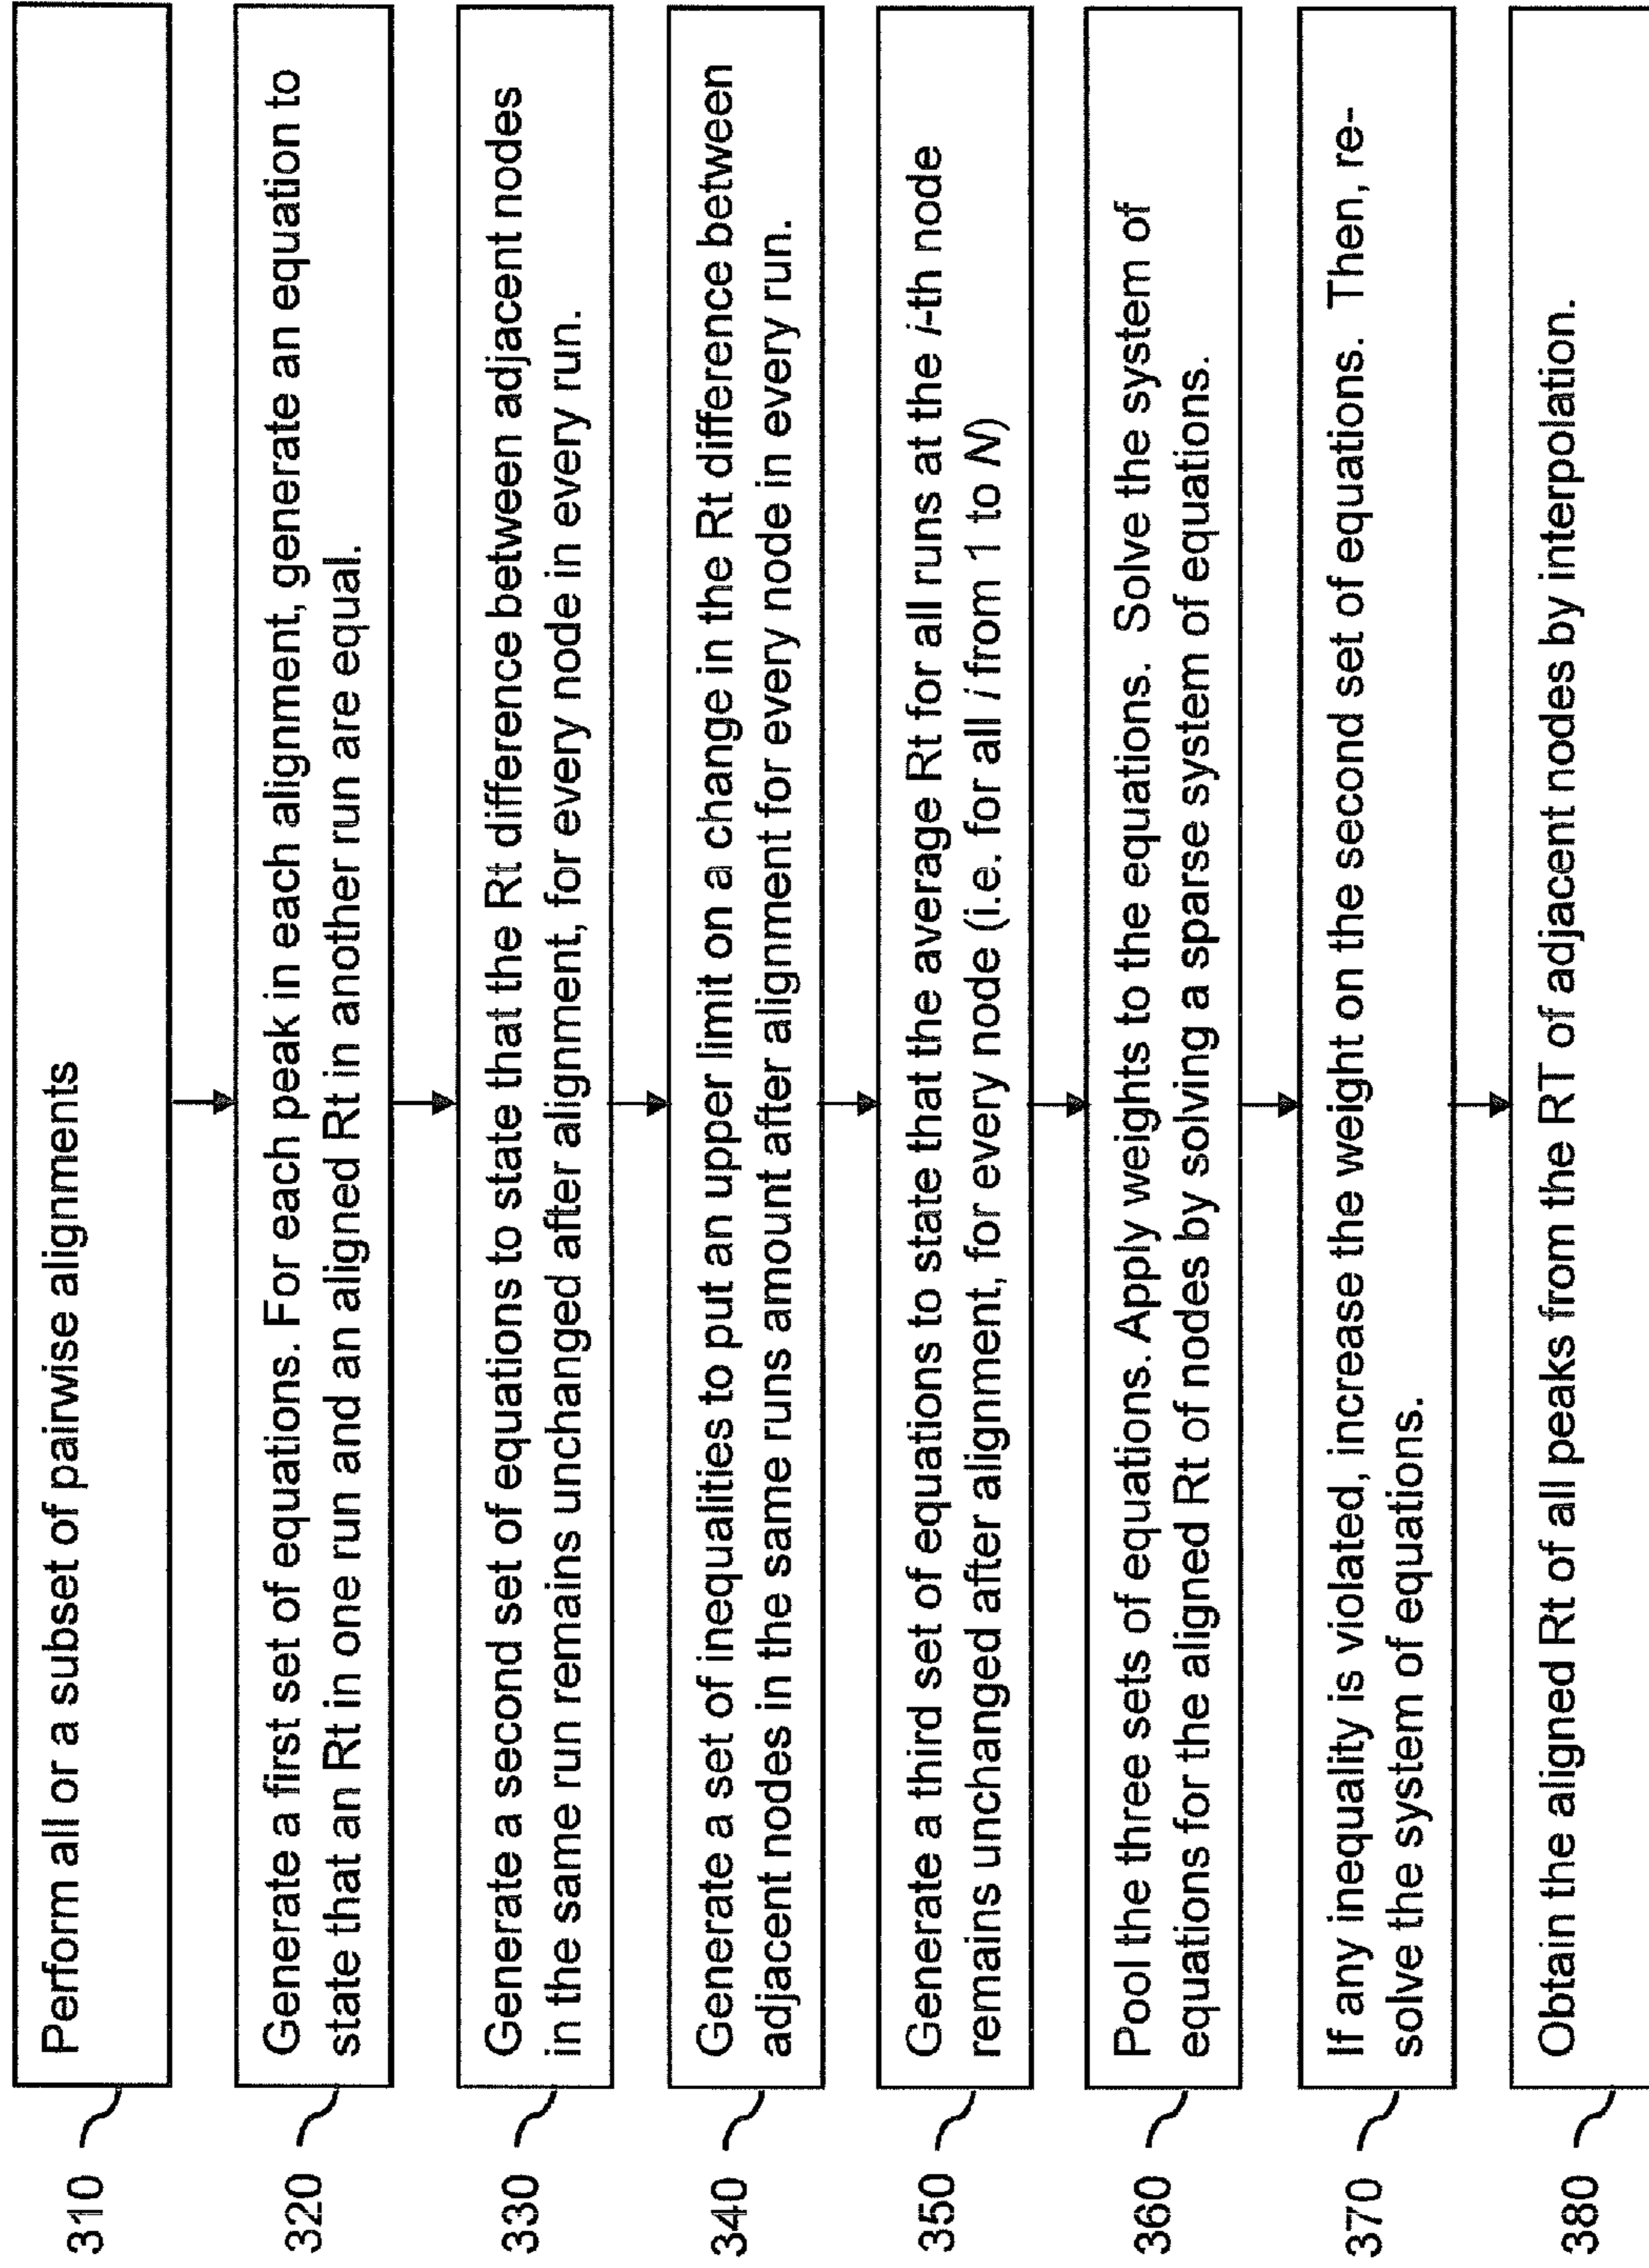 310
Perform all or a subset of pairwise alignments
320
Generate a first set of equations. For each peak in each alignment, generate an equation to
state that an Rt in one run and an aligned Rt in another run are equal.
330
Generate a second set of equations to state that the Rt difference between adjacent nodes
in the same run remains unchanged after alignment, for every node in every run.
340
Generate a set of inequalities to put an upper limit on a change in the Rt difference between
adjacent nodes in the same runs amount after alignment for every node in every run.
350
Generate a third set of equations to state that the average Rt for all runs at the i-th node
remains unchanged after alignment, for every node (i.e. for all i from 1 to N)
360
Pool the three sets of equations. Apply weights to the equations. Solve the system of
equations for the aligned Rt of nodes by solving a sparse system of equations.
370
If any inequality is violated, increase the weight on the second set of equations. Then, re-
solve the system of equations.
380
Obtain the aligned Rt of all peaks from the RT of adjacent nodes by interpolation.